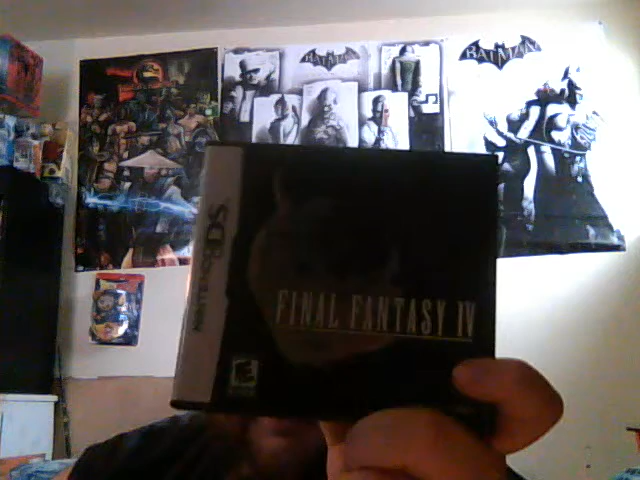 BATMAN
BATMAN
NINTENDO DS
FINAL FANTASY IV
E